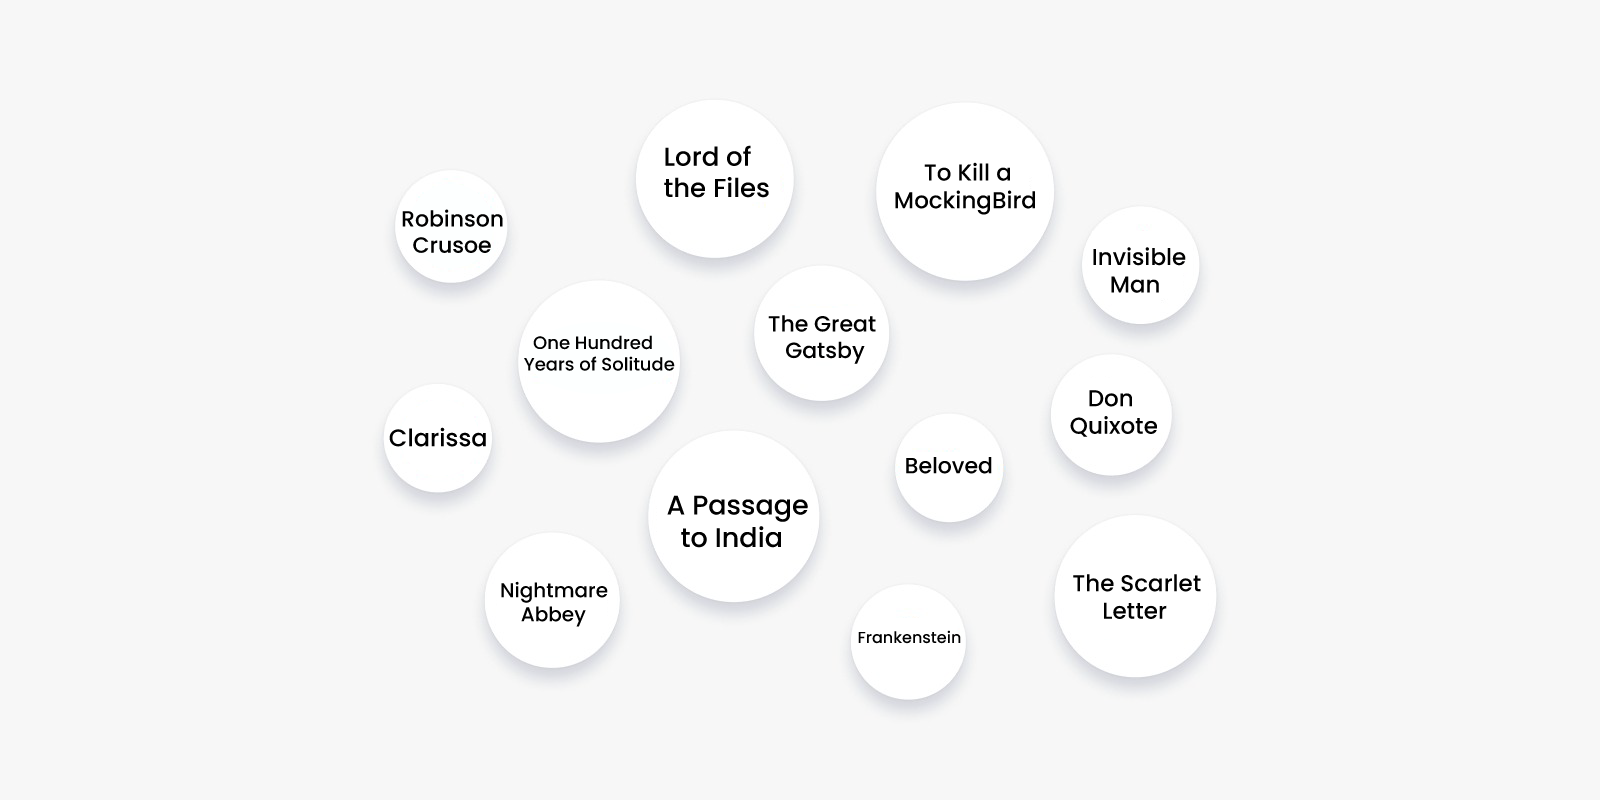 Lord of
the Files
To Kill a
MockingBird
Robinson
Crusoe
Invisible
Man
One Hundred
Years of Solitude
The Great
Gatsby
Don
Quixote
Clarissa
Beloved
A Passage
to India
Nightmare
Abbey
The Scarlet
Letter
Frankenstein